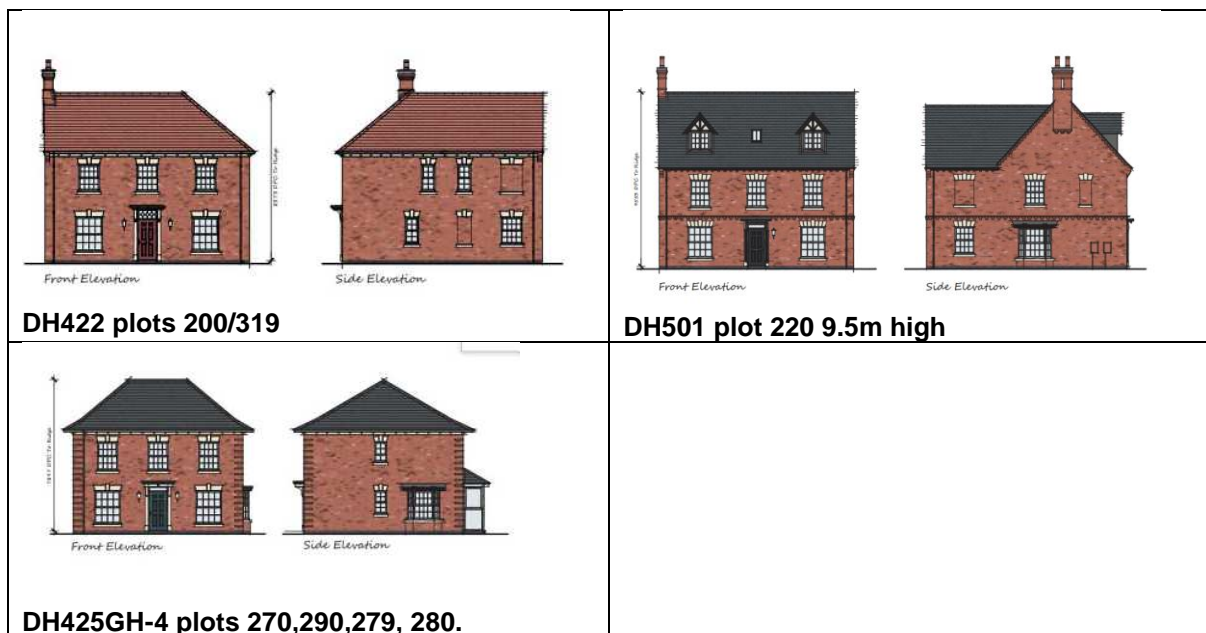 Front Elevation
Side Elevation
DH422 plots 200/319
Front Elevation
Side Elevation
DH501 plot 220 9.5m high
Front Elevation
Side Elevation
DH425GH-4 plots 270,290,279, 280.